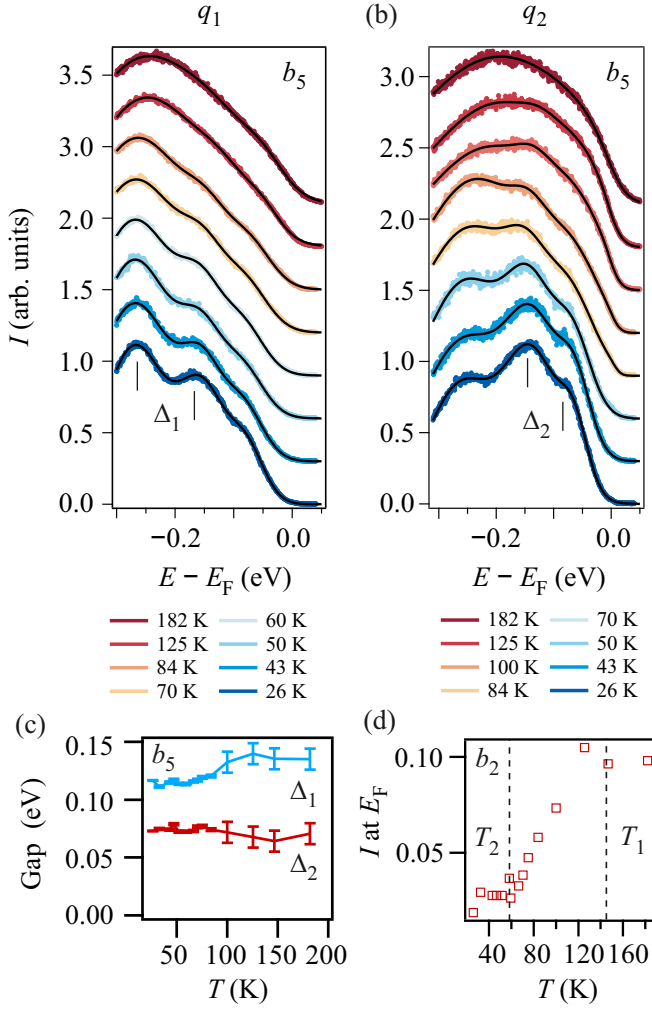 q₁
(b) q₂
b₅
b₅
I (arb. units)
3.5
3.0
2.5
2.0
1.5
1.0
0.5
0.0
Δ₁
−0.2 0.0
E − E_F (eV)
3.0
2.5
2.0
1.5
1.0
0.5
0.0
Δ₂
−0.2 0.0
E − E_F (eV)
182 K 60 K
125 K 50 K
84 K 43 K
70 K 26 K
182 K 70 K
125 K 50 K
100 K 43 K
84 K 26 K
(c)
b₅
0.15
0.10
0.05
0.00
Gap (eV)
Δ₁
Δ₂
50 100 150 200
T (K)
(d)
b₂
0.10
0.05
I at E_F
T₂ T₁
40 80 120 160
T (K)